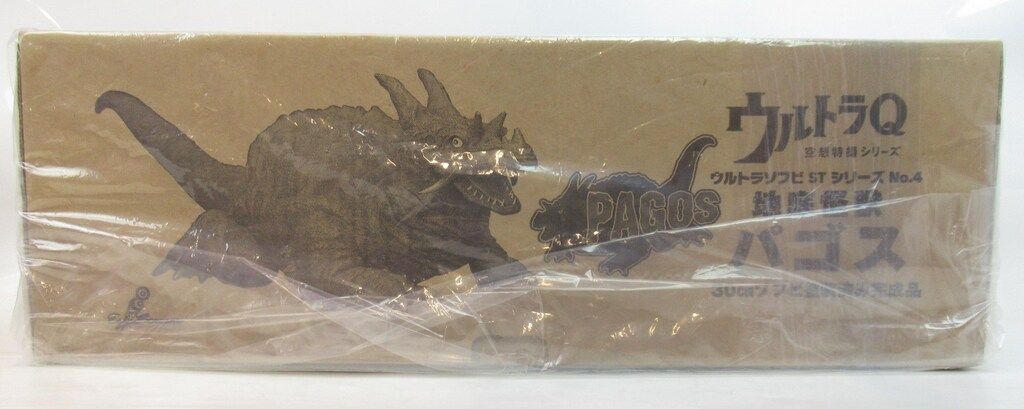 ウルトラQ
空想特撮シリーズ
ウルトラソフビ STシリーズ No.4
地底怪獣
パゴス
PAGOS
30cmソフビ塗装済み完成品